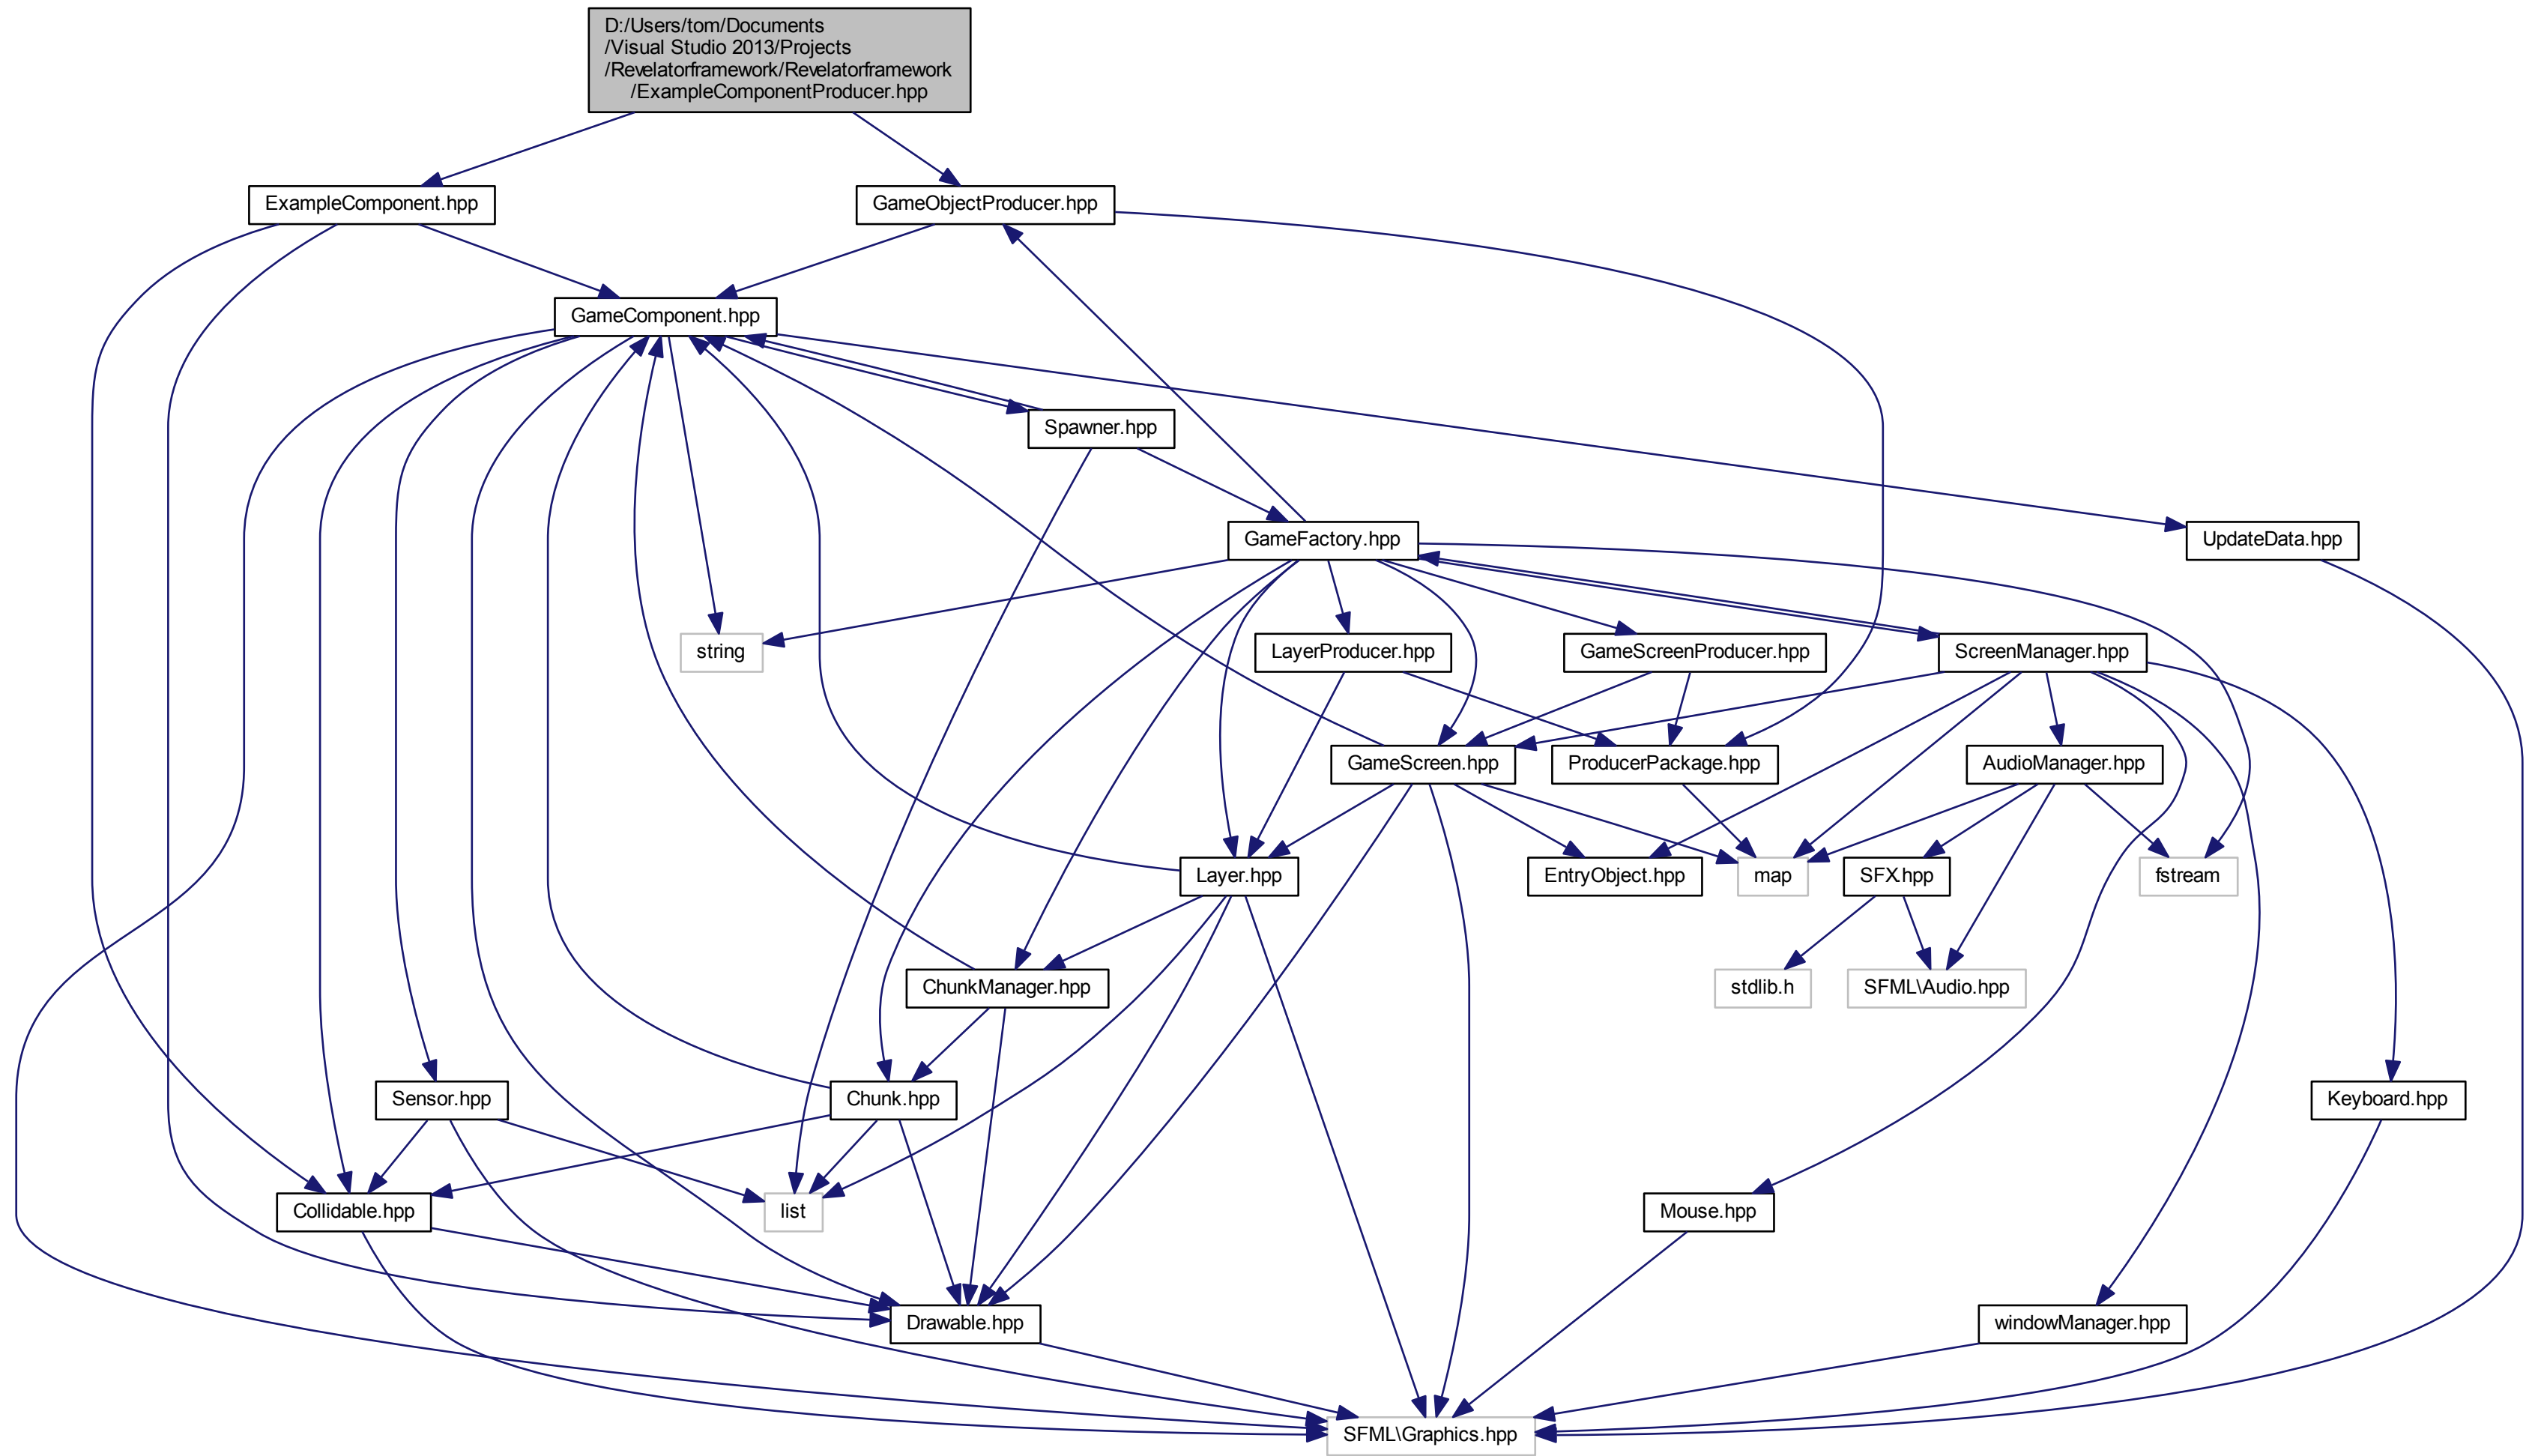 D:/Users/tom/Documents
/Visual Studio 2013/Projects
/Revelatorframework/Revelatorframework
/ExampleComponentProducer.hpp
ExampleComponent.hpp
GameObjectProducer.hpp
GameComponent.hpp
Spawner.hpp
GameFactory.hpp
UpdateData.hpp
string
LayerProducer.hpp
GameScreenProducer.hpp
ScreenManager.hpp
GameScreen.hpp
ProducerPackage.hpp
AudioManager.hpp
Layer.hpp
EntryObject.hpp
map
SFX.hpp
fstream
ChunkManager.hpp
stdlib.h
SFML\Audio.hpp
Sensor.hpp
Chunk.hpp
Keyboard.hpp
Collidable.hpp
list
Mouse.hpp
Drawable.hpp
windowManager.hpp
SFML\Graphics.hpp